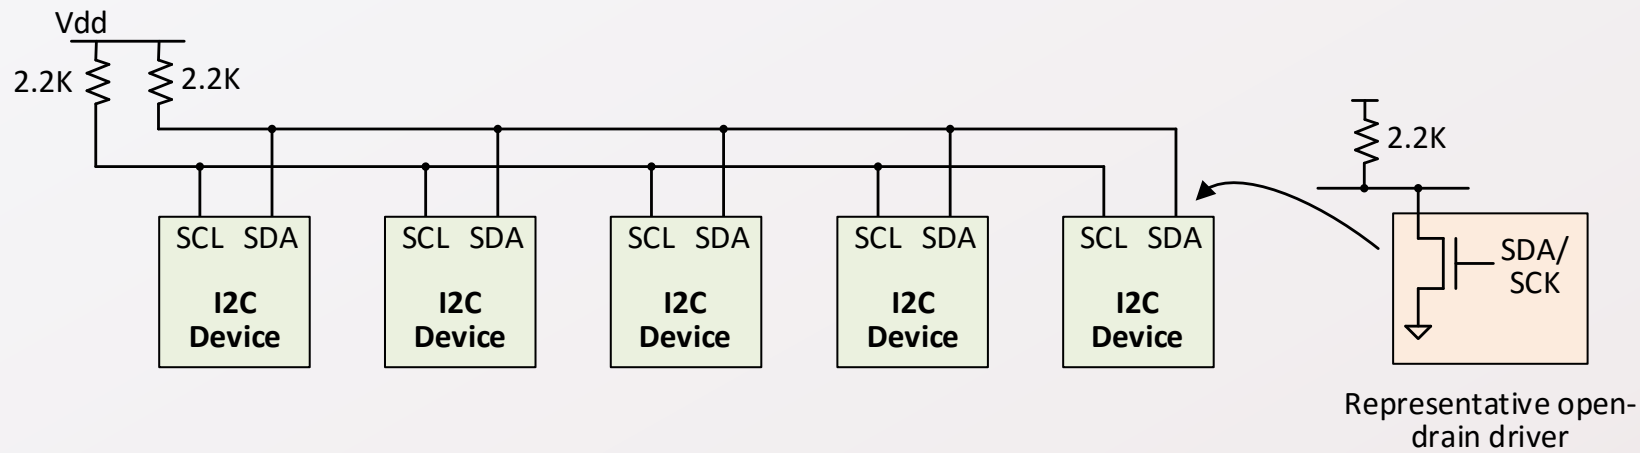 Vdd
2.2K
2.2K
2.2K
SCL SDA
I2C
Device
SCL SDA
I2C
Device
SCL SDA
I2C
Device
SCL SDA
I2C
Device
SCL SDA
I2C
Device
SDA/
SCK
Representative open-
drain driver